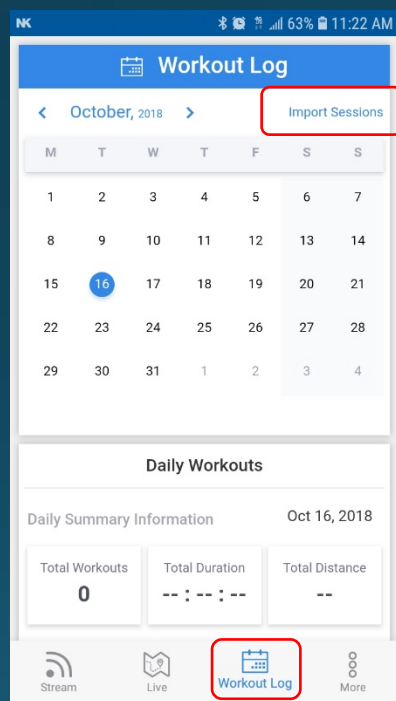 NK 63% 11:22 AM
Workout Log
October, 2018 Import Sessions
M T W T F S S
1 2 3 4 5 6 7
8 9 10 11 12 13 14
15 16 17 18 19 20 21
22 23 24 25 26 27 28
29 30 31 1 2 3 4
Daily Workouts
Daily Summary Information Oct 16, 2018
Total Workouts Total Duration Total Distance
0 -- : -- : -- --
Stream Live Workout Log More